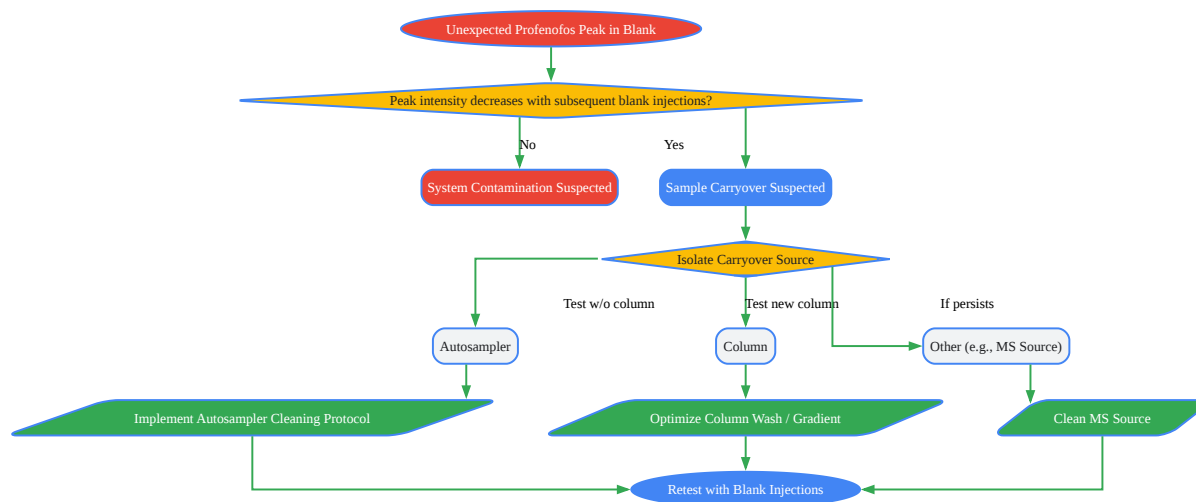 Unexpected Profenofos Peak in Blank
Peak intensity decreases with subsequent blank injections?
No
Yes
System Contamination Suspected
Sample Carryover Suspected
Isolate Carryover Source
Test w/o column
Test new column
If persists
Autosampler
Column
Other (e.g., MS Source)
Implement Autosampler Cleaning Protocol
Optimize Column Wash / Gradient
Clean MS Source
Retest with Blank Injections